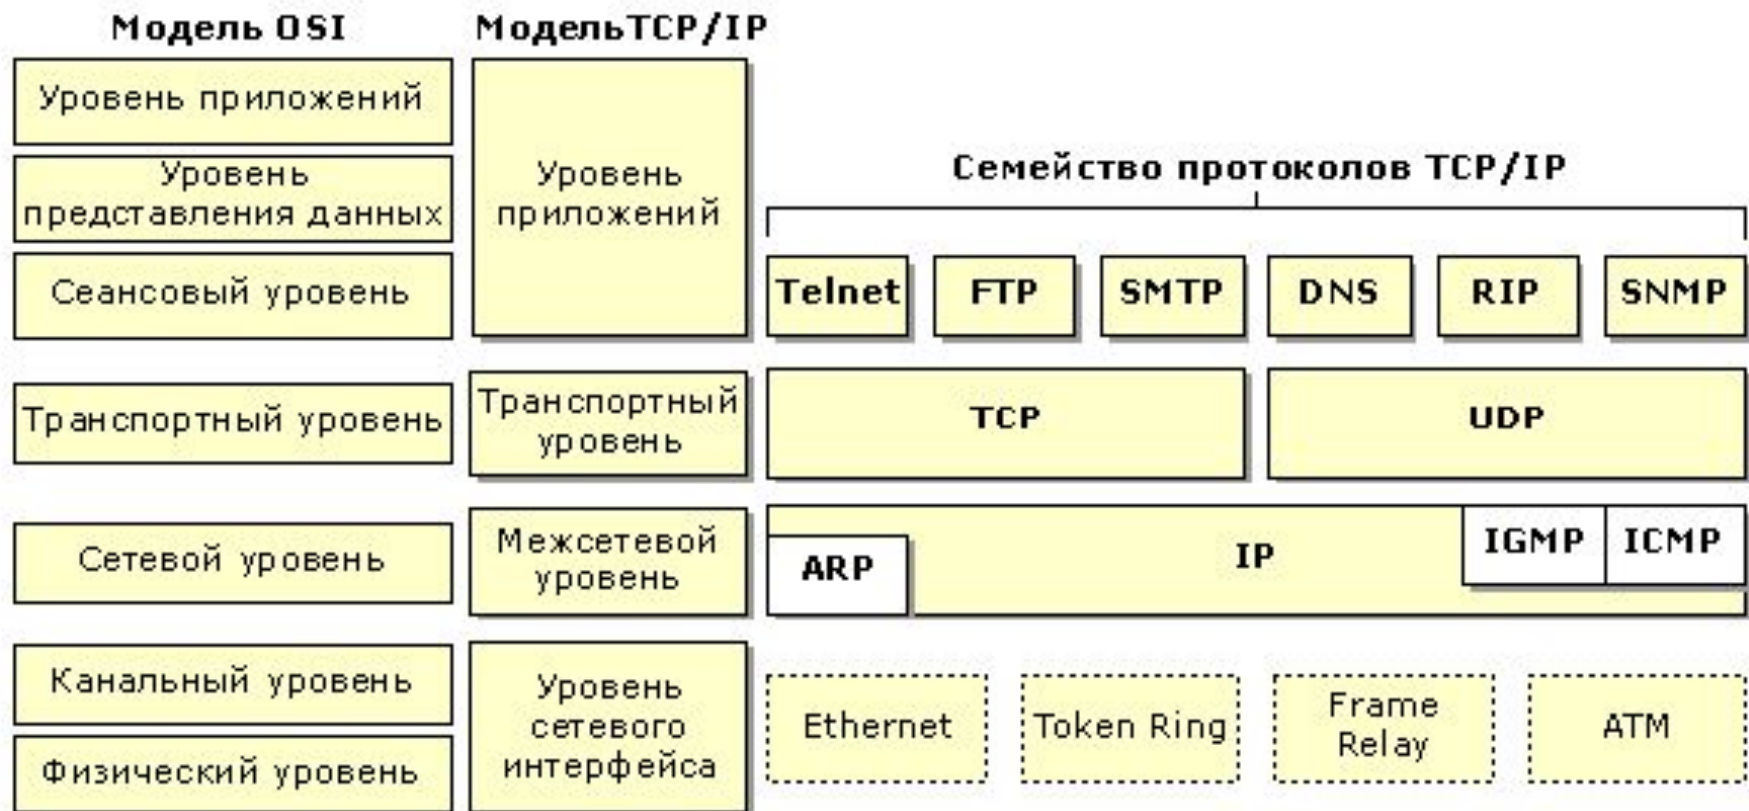 Модель OSI
МодельTCP/IP
Уровень приложений
Уровень
представления данных
Сеансовый уровень
Транспортный уровень
Сетевой уровень
Канальный уровень
Физический уровень
Уровень
приложений
Транспортный
уровень
Межсетевой
уровень
Уровень
сетевого
интерфейса
Семейство протоколов TCP/IP
Telnet
FTP
SMTP
DNS
RIP
SNMP
TCP
UDP
ARP
IP
IGMP
ICMP
Ethernet
Token Ring
Frame
Relay
ATM